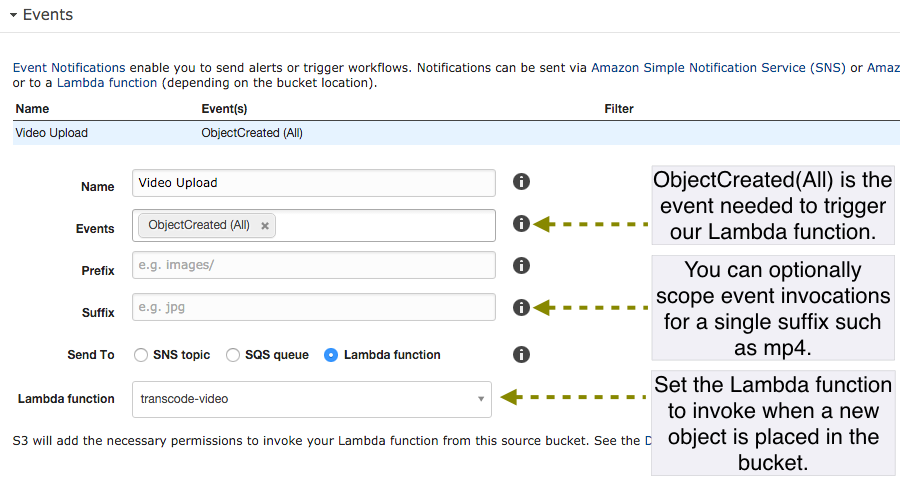 Events
Event Notifications enable you to send alerts or trigger workflows. Notifications can be sent via Amazon Simple Notification Service (SNS) or Amaz
or to a Lambda function (depending on the bucket location).
Name Event(s) Filter
Video Upload ObjectCreated (All)
Name Video Upload
Events ObjectCreated (All) ×
Prefix e.g. images/
Suffix e.g. jpg
Send To SNS topic SQS queue Lambda function
Lambda function transcode-video
S3 will add the necessary permissions to invoke your Lambda function from this source bucket. See the D
ObjectCreated(All) is the
event needed to trigger
our Lambda function.
You can optionally
scope event invocations
for a single suffix such
as mp4.
Set the Lambda function
to invoke when a new
object is placed in the
bucket.